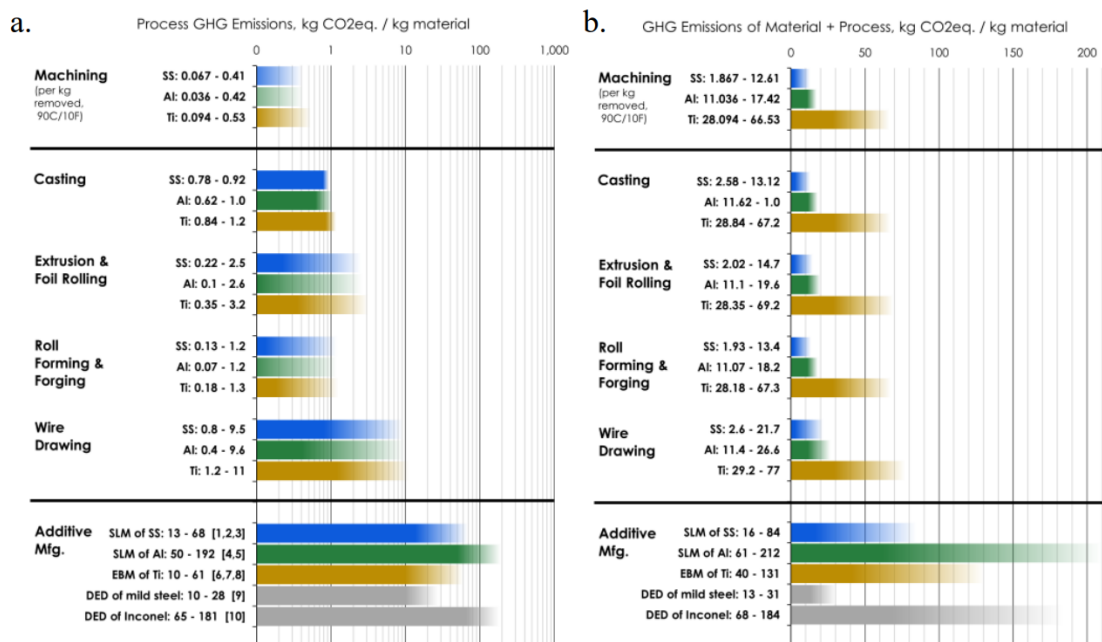 a.
Process GHG Emissions, kg CO2eq. / kg material
0 1 10 100 1,000
Machining
(per kg
removed,
90C/10F)
SS: 0.067 - 0.41
Al: 0.036 - 0.42
Ti: 0.094 - 0.53
Casting
SS: 0.78 - 0.92
Al: 0.62 - 1.0
Ti: 0.84 - 1.2
Extrusion &
Foil Rolling
SS: 0.22 - 2.5
Al: 0.1 - 2.6
Ti: 0.35 - 3.2
Roll
Forming &
Forging
SS: 0.13 - 1.2
Al: 0.07 - 1.2
Ti: 0.18 - 1.3
Wire
Drawing
SS: 0.8 - 9.5
Al: 0.4 - 9.6
Ti: 1.2 - 11
Additive
Mfg.
SLM of SS: 13 - 68 [1,2,3]
SLM of Al: 50 - 192 [4,5]
EBM of Ti: 10 - 61 [6,7,8]
DED of mild steel: 10 - 28 [9]
DED of Inconel: 65 - 181 [10]
b.
GHG Emissions of Material + Process, kg CO2eq. / kg material
0 50 100 150 200
Machining
(per kg
removed,
90C/10F)
SS: 1.867 - 12.61
Al: 11.036 - 17.42
Ti: 28.094 - 66.53
Casting
SS: 2.58 - 13.12
Al: 11.62 - 1.0
Ti: 28.84 - 67.2
Extrusion &
Foil Rolling
SS: 2.02 - 14.7
Al: 11.1 - 19.6
Ti: 28.35 - 69.2
Roll
Forming &
Forging
SS: 1.93 - 13.4
Al: 11.07 - 18.2
Ti: 28.18 - 67.3
Wire
Drawing
SS: 2.6 - 21.7
Al: 11.4 - 26.6
Ti: 29.2 - 77
Additive
Mfg.
SLM of SS: 16 - 84
SLM of Al: 61 - 212
EBM of Ti: 40 - 131
DED of mild steel: 13 - 31
DED of Inconel: 68 - 184